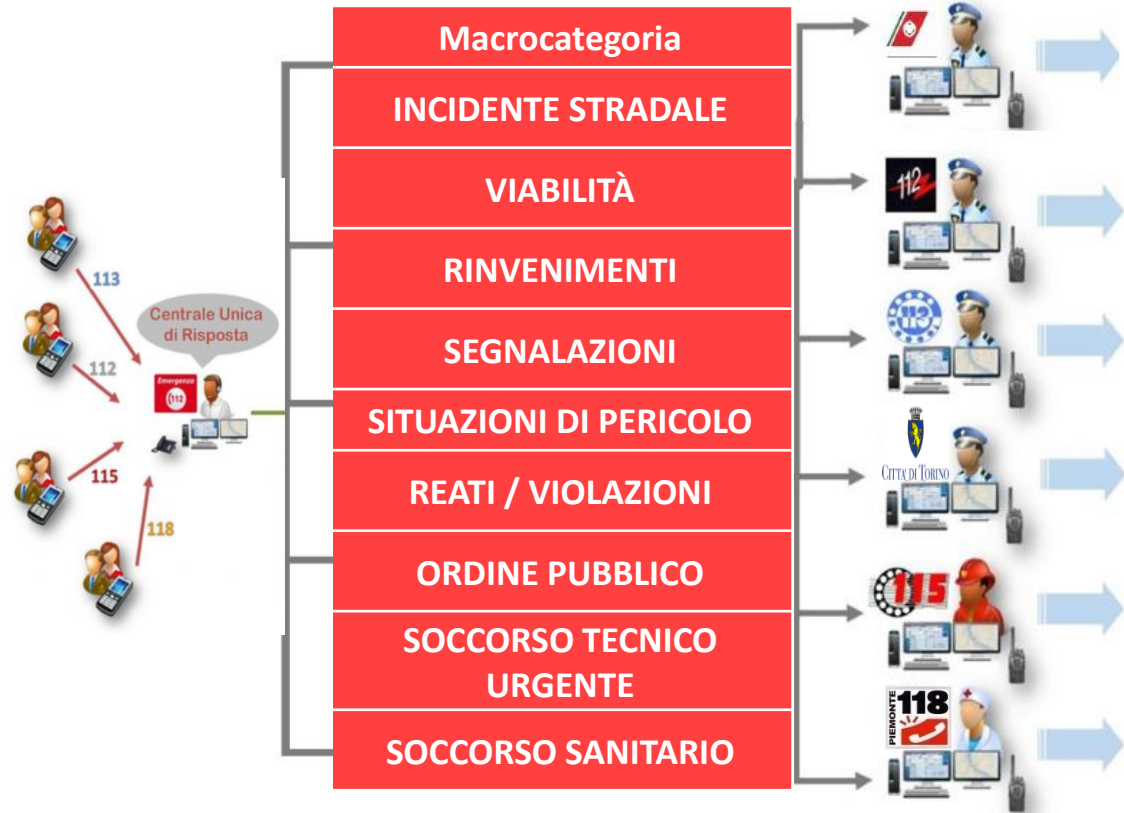 113
112
115
118
Centrale Unica
di Risposta
Emergenza
112
Macrocategoria
INCIDENTE STRADALE
VIABILITÀ
RINVENIMENTI
SEGNALAZIONI
SITUAZIONI DI PERICOLO
REATI / VIOLAZIONI
ORDINE PUBBLICO
SOCCORSO TECNICO
URGENTE
SOCCORSO SANITARIO
112
113
CITTA' DI TORINO
115
PIEMONTE
118